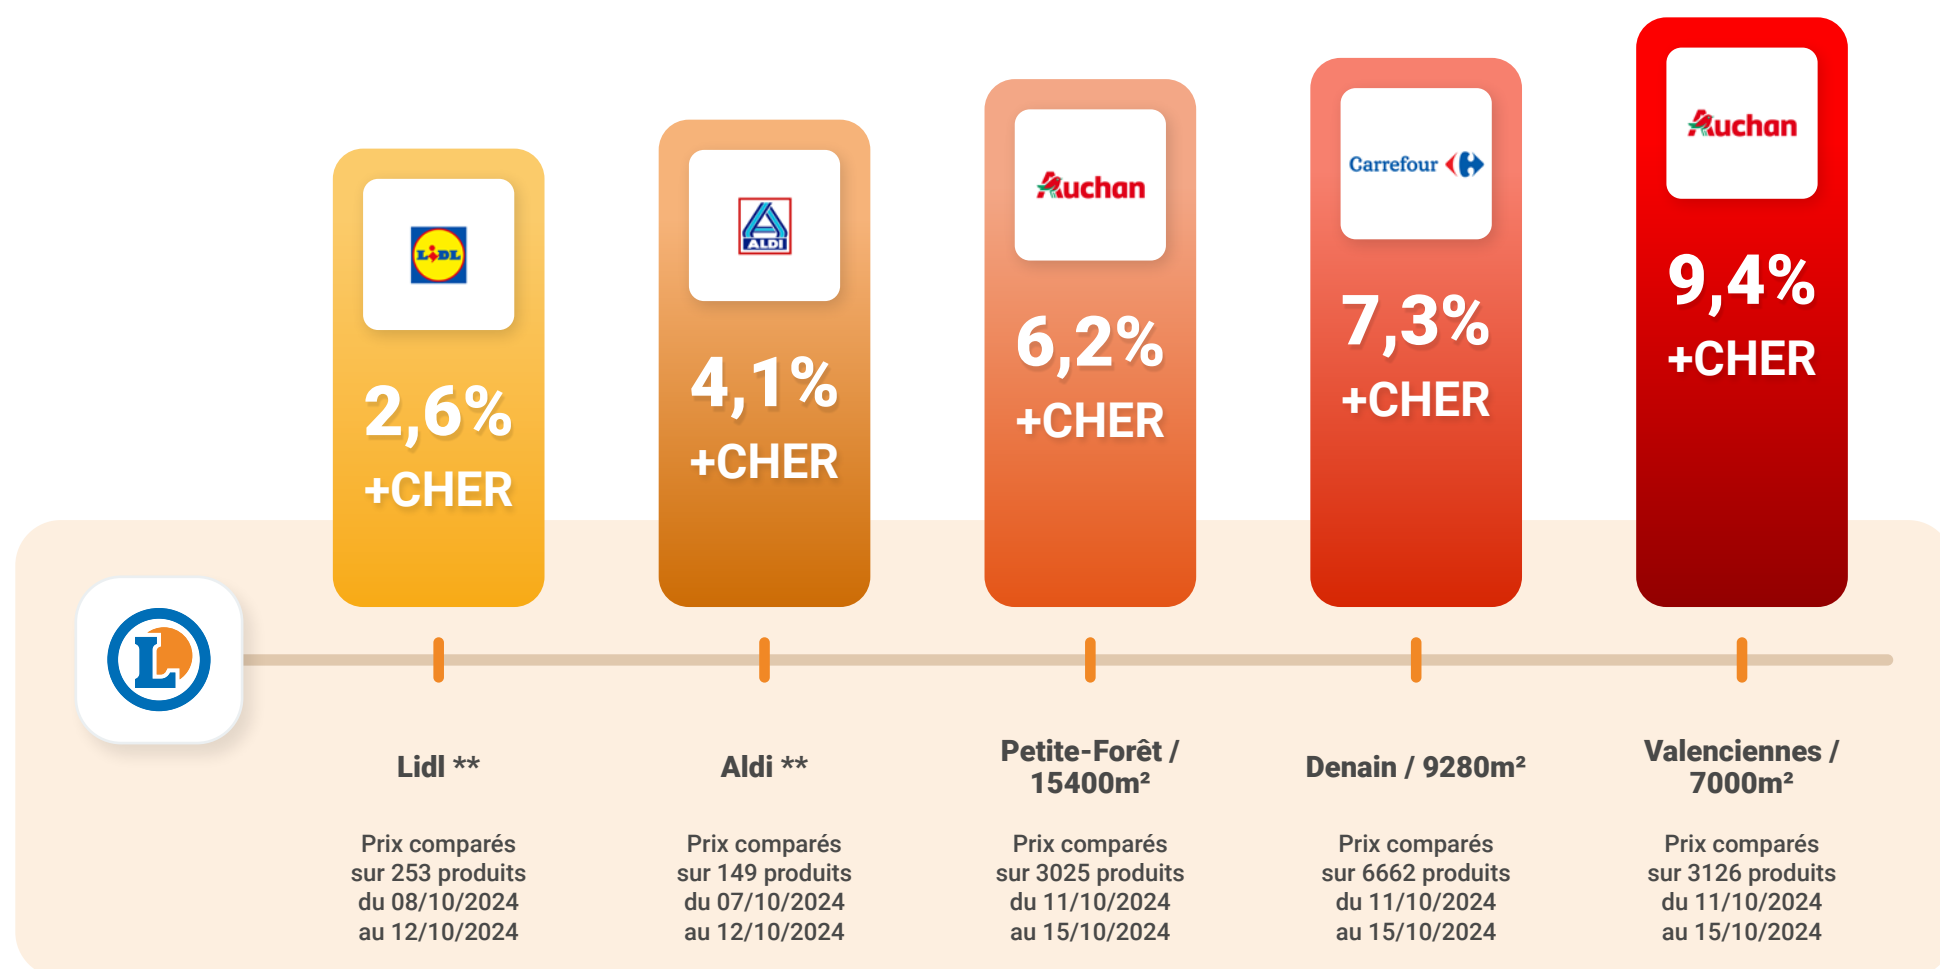 LIDL
2,6%
+CHER
ALDI
4,1%
+CHER
Auchan
6,2%
+CHER
Carrefour
7,3%
+CHER
Auchan
9,4%
+CHER
L
Lidl **
Prix comparés
sur 253 produits
du 08/10/2024
au 12/10/2024
Aldi **
Prix comparés
sur 149 produits
du 07/10/2024
au 12/10/2024
Petite-Forêt /
15400m²
Prix comparés
sur 3025 produits
du 11/10/2024
au 15/10/2024
Denain / 9280m²
Prix comparés
sur 6662 produits
du 11/10/2024
au 15/10/2024
Valenciennes /
7000m²
Prix comparés
sur 3126 produits
du 11/10/2024
au 15/10/2024